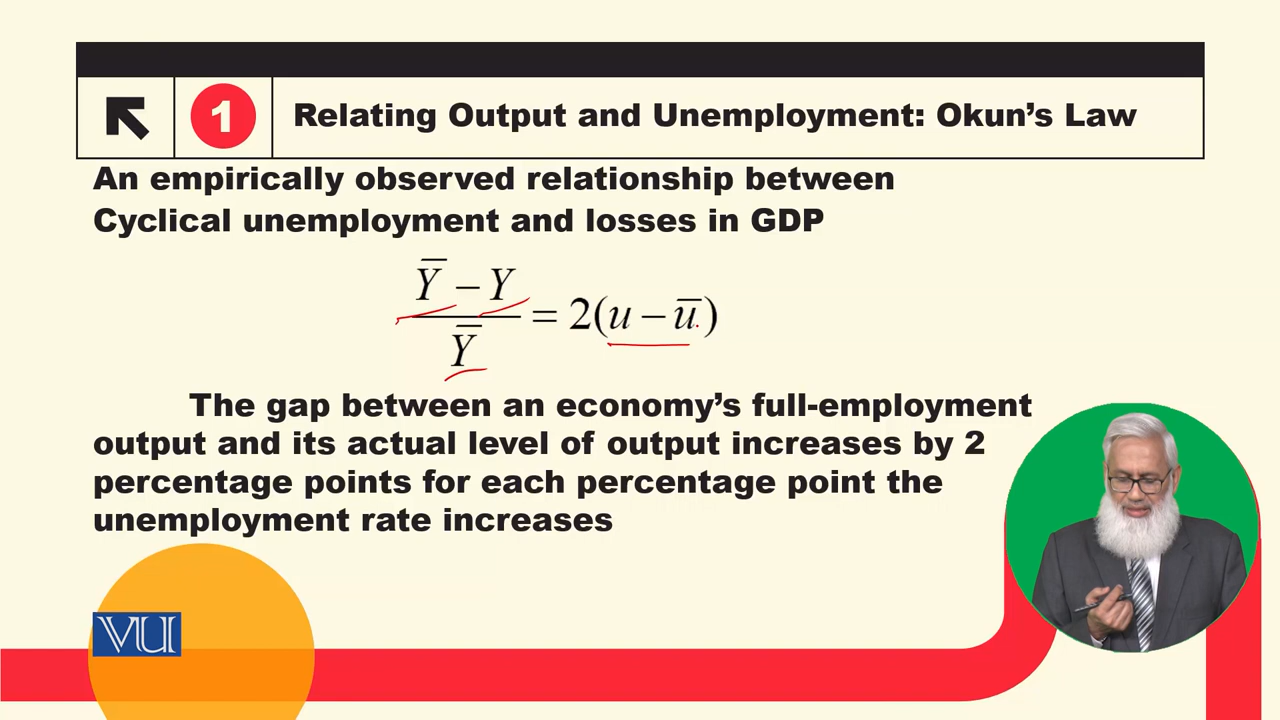 1
Relating Output and Unemployment: Okun's Law
An empirically observed relationship between
Cyclical unemployment and losses in GDP
(Y̅ − Y) / Y̅ = 2(u − u̅)
The gap between an economy's full-employment
output and its actual level of output increases by 2
percentage points for each percentage point the
unemployment rate increases
VU